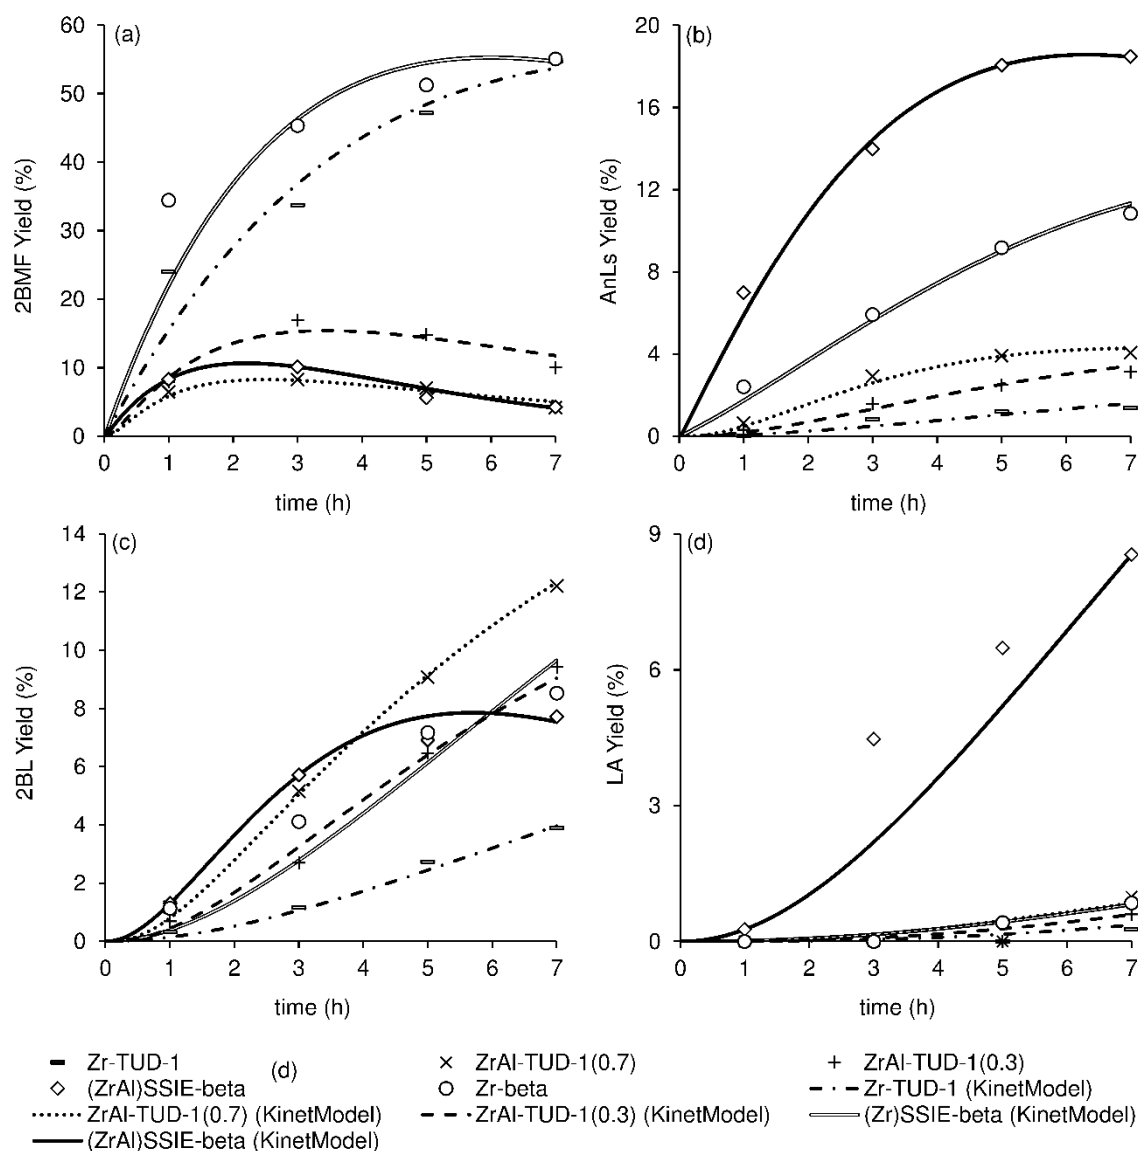 (a)
2BMF Yield (%)
60
50
40
30
20
10
0
0 1 2 3 4 5 6 7
time (h)
(b)
AnLs Yield (%)
20
16
12
8
4
0
0 1 2 3 4 5 6 7
time (h)
(c)
2BL Yield (%)
14
12
10
8
6
4
2
0
0 1 2 3 4 5 6 7
time (h)
(d)
LA Yield (%)
9
6
3
0
0 1 2 3 4 5 6 7
time (h)
Zr-TUD-1 (d) ZrAl-TUD-1(0.7) ZrAl-TUD-1(0.3)
(ZrAl)SSIE-beta Zr-beta Zr-TUD-1 (KinetModel)
ZrAl-TUD-1(0.7) (KinetModel) ZrAl-TUD-1(0.3) (KinetModel) (Zr)SSIE-beta (KinetModel)
(ZrAl)SSIE-beta (KinetModel)